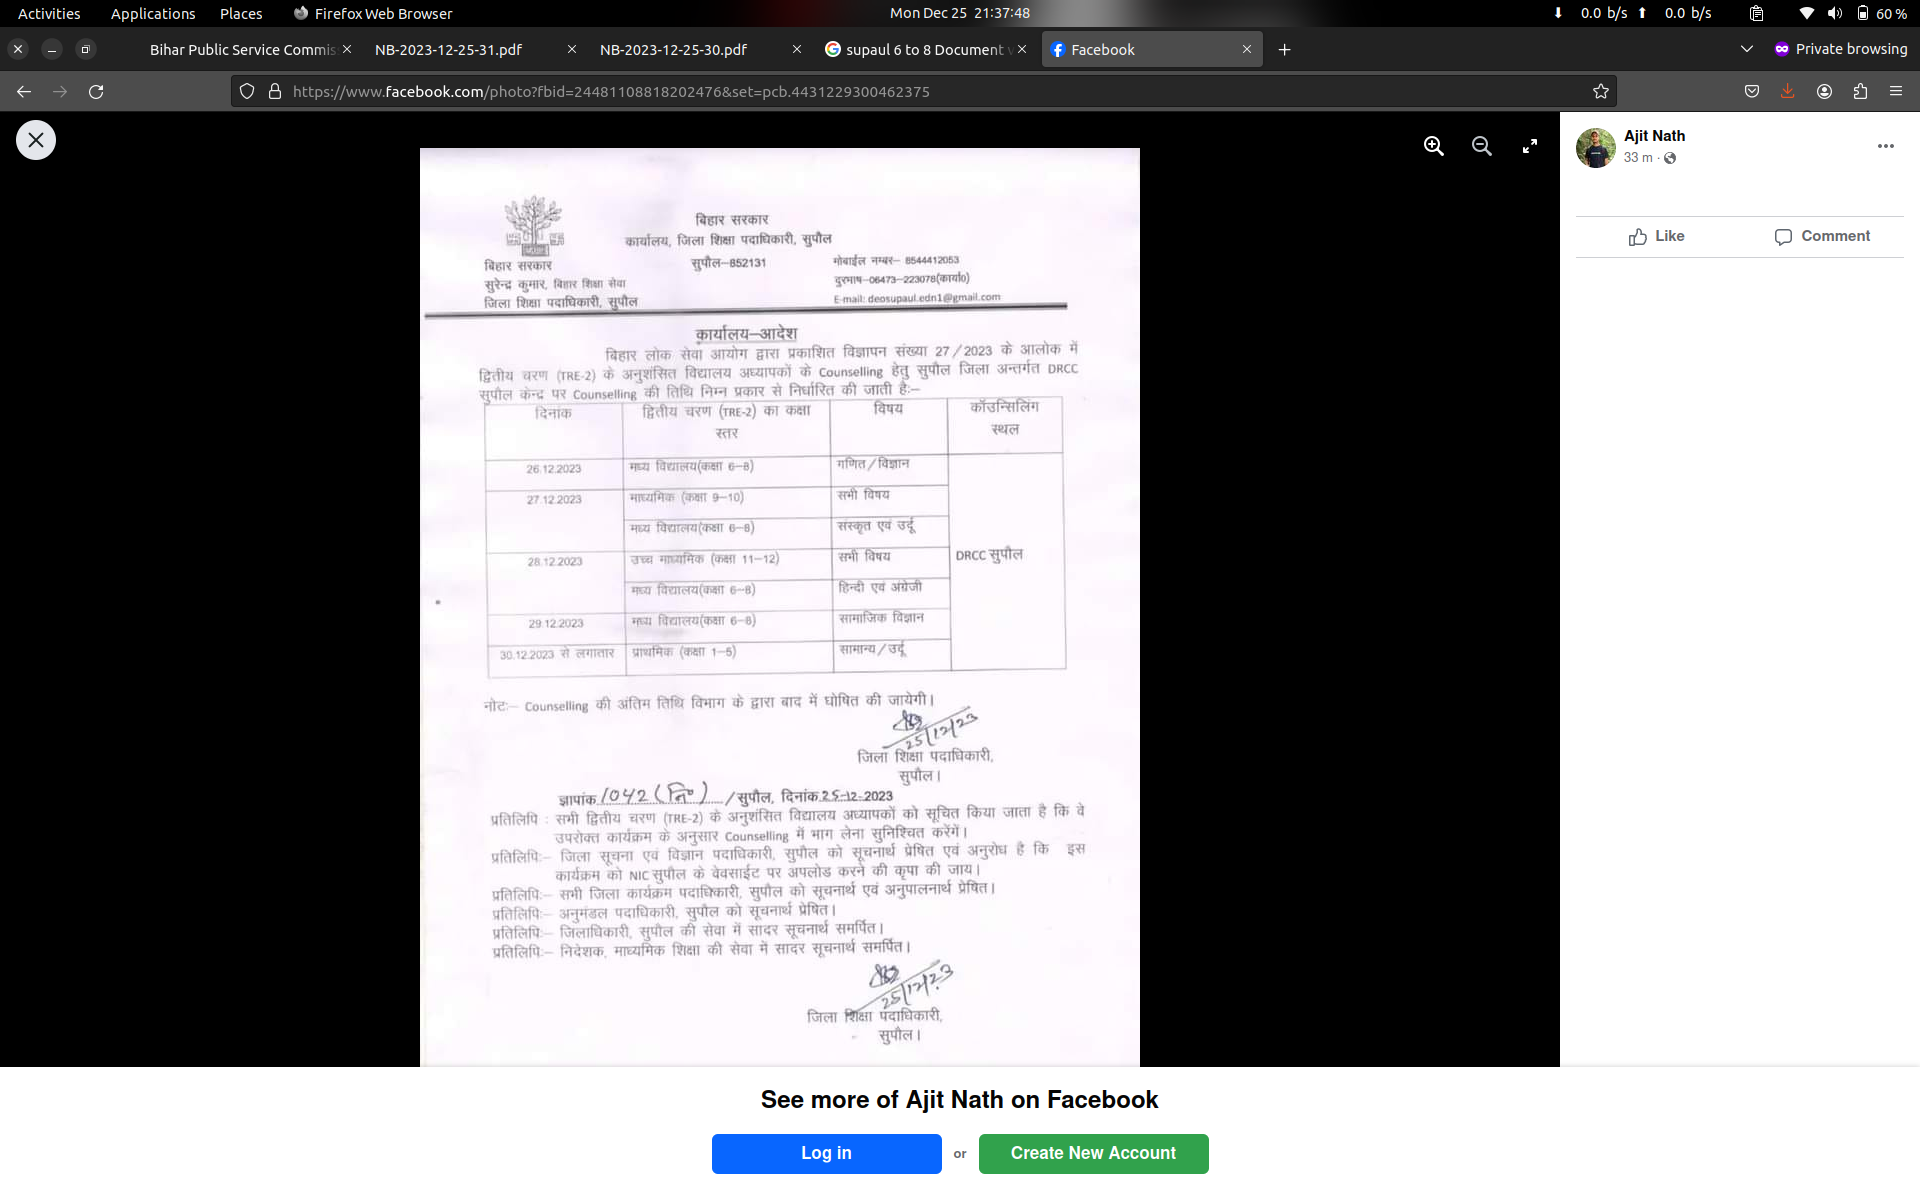 Activities Applications Places Firefox Web Browser Mon Dec 25 21:37:48 0.0 b/s 0.0 b/s 60 %
Bihar Public Service Commis NB-2023-12-25-31.pdf NB-2023-12-25-30.pdf supaul 6 to 8 Document v Facebook Private browsing
https://www.facebook.com/photo?fbid=24481108818202476&set=pcb.4431229300462375
Ajit Nath
33 m
Like Comment
बिहार सरकार
कार्यालय, जिला शिक्षा पदाधिकारी, सुपौल
बिहार सरकार सुपौल–852131 मोबाईल नम्बर– 8544412053
सुरेन्द्र कुमार, बिहार शिक्षा सेवा दुरभाष–06473–223078(कार्या0)
जिला शिक्षा पदाधिकारी, सुपौल E-mail: deosupaul.edn1@gmail.com
कार्यालय–आदेश
बिहार लोक सेवा आयोग द्वारा प्रकाशित विज्ञापन संख्या 27/2023 के आलोक में
द्वितीय चरण (TRE-2) के अनुशंसित विद्यालय अध्यापकों के Counselling हेतु सुपौल जिला अन्तर्गत DRCC
सुपौल केन्द्र पर Counselling की तिथि निम्न प्रकार से निर्धारित की जाती है:–
दिनांक द्वितीय चरण (TRE-2) का कक्षा विषय कॉउन्सिलिंग
स्तर स्थल
26.12.2023 मध्य विद्यालय(कक्षा 6–8) गणित/विज्ञान
27.12.2023 माध्यमिक (कक्षा 9–10) सभी विषय
मध्य विद्यालय(कक्षा 6–8) संस्कृत एवं उर्दू
28.12.2023 उच्च माध्यमिक (कक्षा 11–12) सभी विषय DRCC सुपौल
मध्य विद्यालय(कक्षा 6–8) हिन्दी एवं अंग्रेजी
29.12.2023 मध्य विद्यालय(कक्षा 6–8) सामाजिक विज्ञान
30.12.2023 से लगातार प्राथमिक (कक्षा 1–5) सामान्य/उर्दू
नोट:– Counselling की अंतिम तिथि विभाग के द्वारा बाद में घोषित की जायेगी।
25/12/23
जिला शिक्षा पदाधिकारी,
सुपौल।
ज्ञापांक 1042 (नि०) /सुपौल, दिनांक 25-12-2023
प्रतिलिपि : सभी द्वितीय चरण (TRE-2) के अनुशंसित विद्यालय अध्यापकों को सूचित किया जाता है कि वे
उपरोक्त कार्यक्रम के अनुसार Counselling में भाग लेना सुनिश्चित करेंगें।
प्रतिलिपि:– जिला सूचना एवं विज्ञान पदाधिकारी, सुपौल को सूचनार्थ प्रेषित एवं अनुरोध है कि इस
कार्यक्रम को NIC सुपौल के वेवसाईट पर अपलोड करने की कृपा की जाय।
प्रतिलिपि:– सभी जिला कार्यक्रम पदाधिकारी, सुपौल को सूचनार्थ एवं अनुपालनार्थ प्रेषित।
प्रतिलिपि:– अनुमंडल पदाधिकारी, सुपौल को सूचनार्थ प्रेषित।
प्रतिलिपि:– जिलाधिकारी, सुपौल की सेवा में सादर सूचनार्थ समर्पित।
प्रतिलिपि:– निदेशक, माध्यमिक शिक्षा की सेवा में सादर सूचनार्थ समर्पित।
25/12/23
जिला शिक्षा पदाधिकारी,
सुपौल।
See more of Ajit Nath on Facebook
Log in or Create New Account